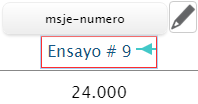 msje-numero
Ensayo # 9
24.000